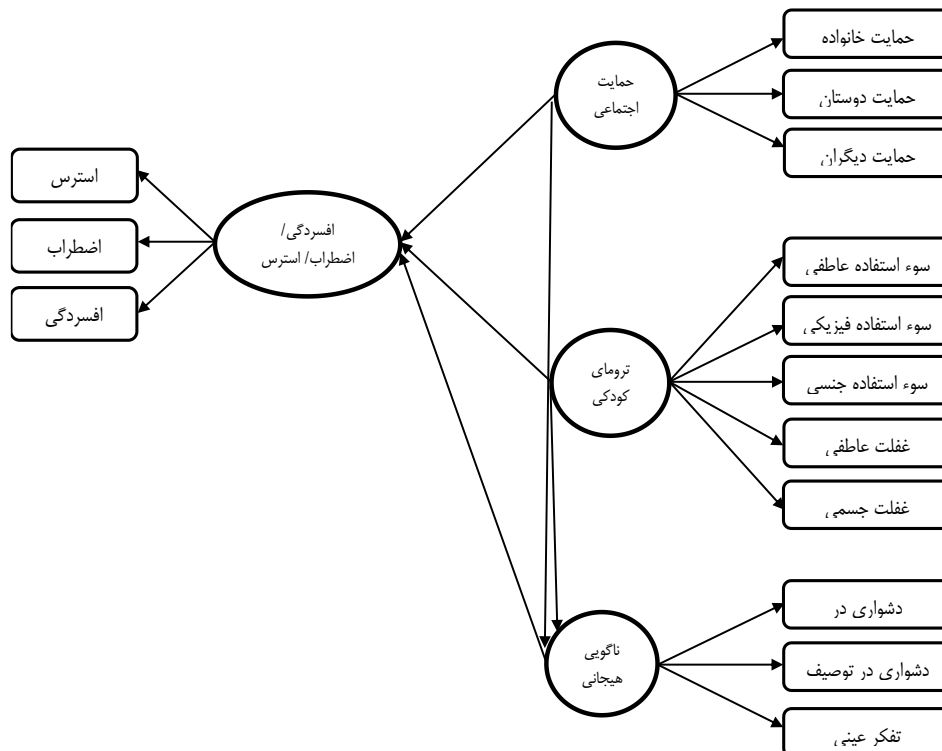 حمایت خانواده
حمایت دوستان
حمایت دیگران
حمایت
اجتماعی
استرس
اضطراب
افسردگی
افسردگی/
اضطراب/ استرس
سوء استفاده عاطفی
سوء استفاده فیزیکی
سوء استفاده جنسی
غفلت عاطفی
غفلت جسمی
ترومای
کودکی
دشواری در
دشواری در توصیف
تفکر عینی
ناگویی
هیجانی